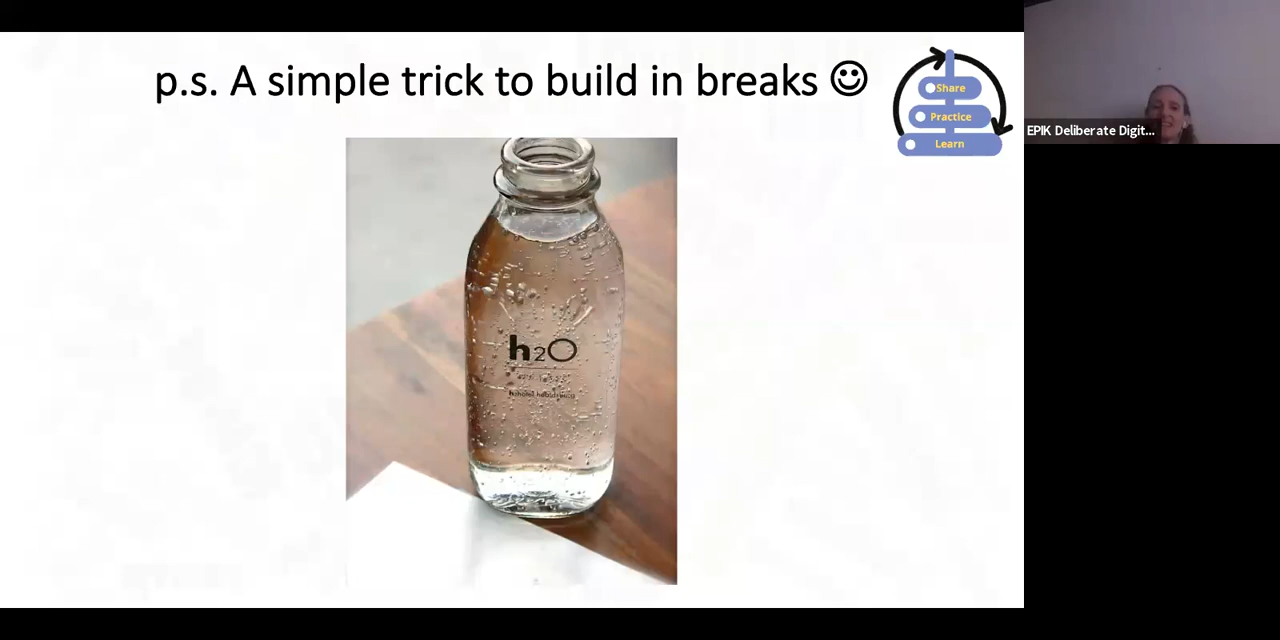 p.s. A simple trick to build in breaks ☺
Share
Practice
Learn
EPIK Deliberate Digit...
h2O